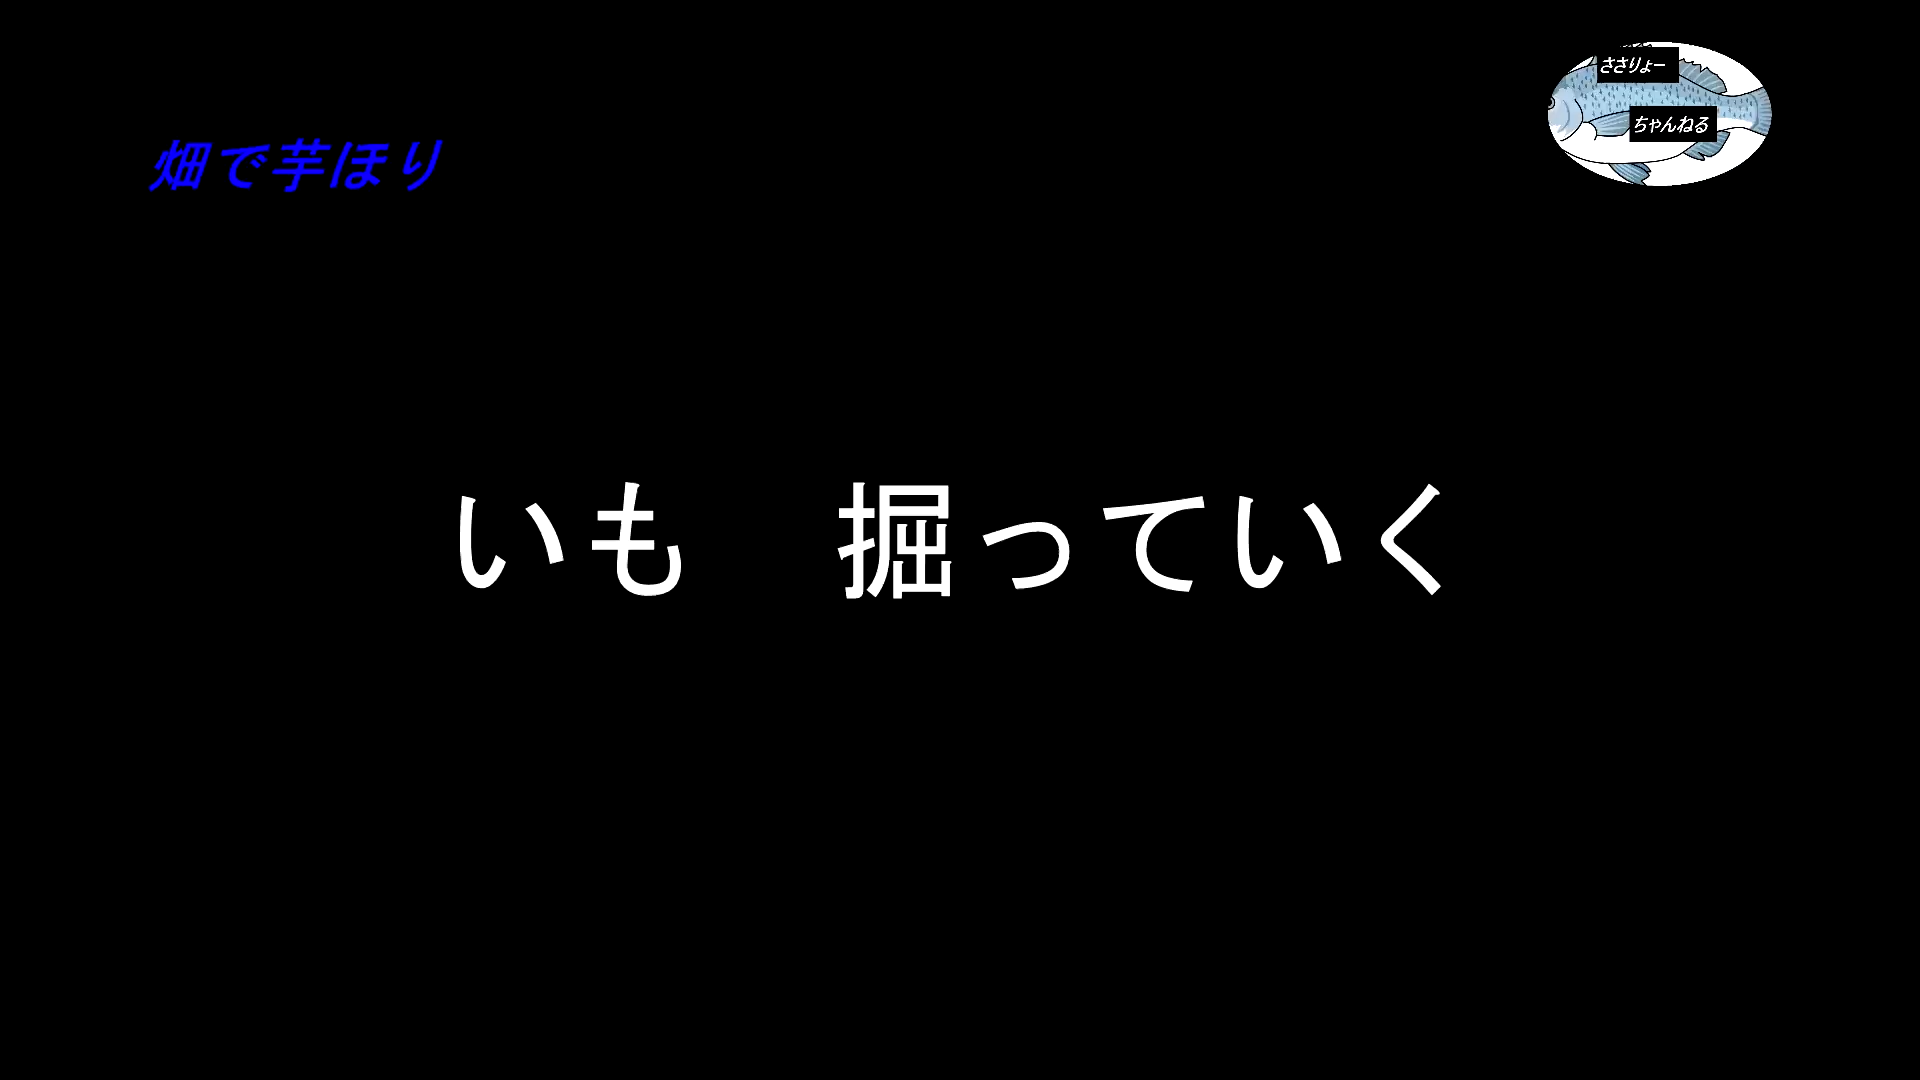 畑で芋ほり
ささりょー
ちゃんねる
いも　掘っていく